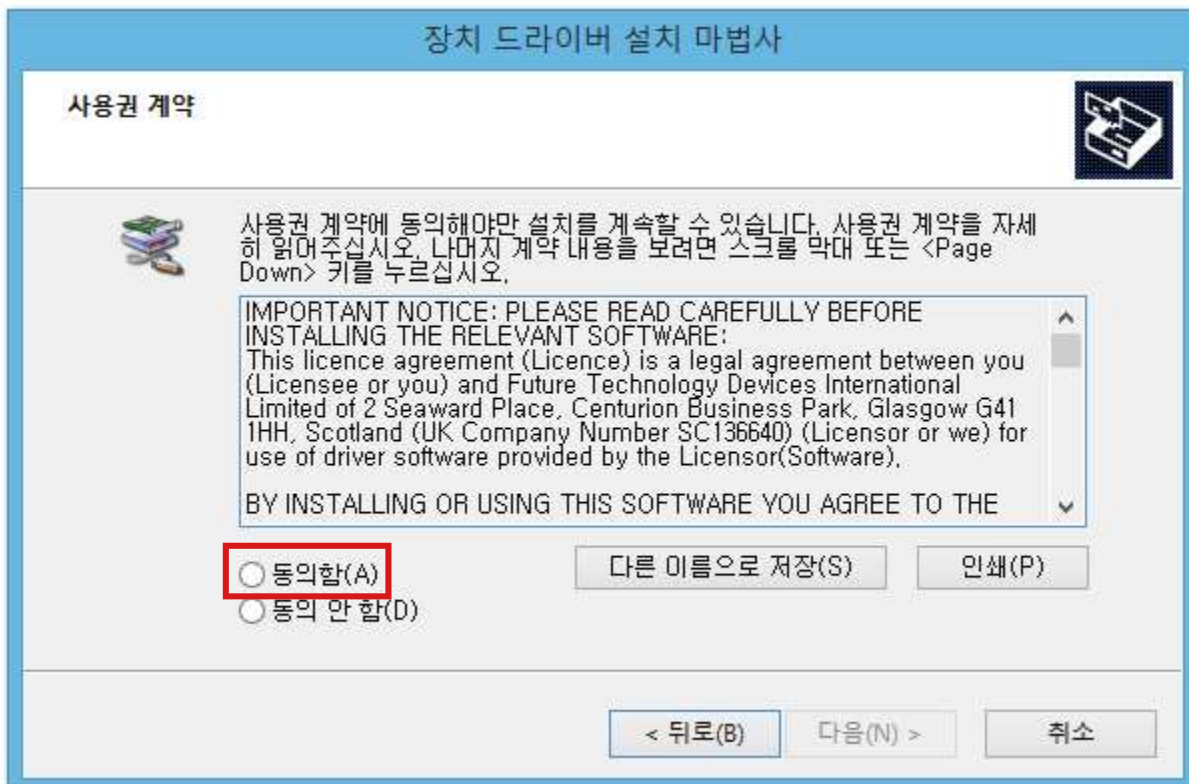 장치 드라이버 설치 마법사
사용권 계약
사용권 계약에 동의해야만 설치를 계속할 수 있습니다. 사용권 계약을 자세
히 읽어주십시오. 나머지 계약 내용을 보려면 스크롤 막대 또는 <Page
Down> 키를 누르십시오.
IMPORTANT NOTICE: PLEASE READ CAREFULLY BEFORE
INSTALLING THE RELEVANT SOFTWARE:
This licence agreement (Licence) is a legal agreement between you
(Licensee or you) and Future Technology Devices International
Limited of 2 Seaward Place, Centurion Business Park, Glasgow G41
1HH, Scotland (UK Company Number SC136640) (Licensor or we) for
use of driver software provided by the Licensor(Software).
BY INSTALLING OR USING THIS SOFTWARE YOU AGREE TO THE
동의함(A)
다른 이름으로 저장(S)
인쇄(P)
동의 안 함(D)
< 뒤로(B)
다음(N) >
취소